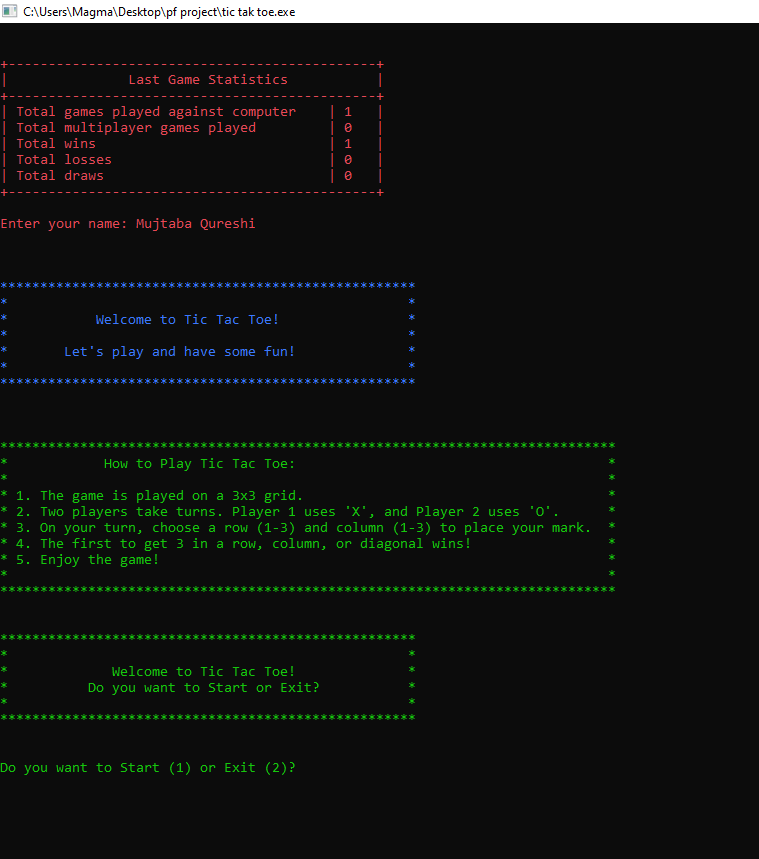 C:\Users\Magma\Desktop\pf project\tic tak toe.exe
+----------------------------------------------+
|               Last Game Statistics           |
+----------------------------------------------+
| Total games played against computer    | 1   |
| Total multiplayer games played         | 0   |
| Total wins                             | 1   |
| Total losses                           | 0   |
| Total draws                            | 0   |
+----------------------------------------------+
Enter your name: Mujtaba Qureshi
****************************************************
*                                                  *
*           Welcome to Tic Tac Toe!                *
*                                                  *
*       Let's play and have some fun!              *
*                                                  *
****************************************************
*****************************************************************************
*            How to Play Tic Tac Toe:                                       *
*                                                                           *
* 1. The game is played on a 3x3 grid.                                      *
* 2. Two players take turns. Player 1 uses 'X', and Player 2 uses 'O'.      *
* 3. On your turn, choose a row (1-3) and column (1-3) to place your mark.  *
* 4. The first to get 3 in a row, column, or diagonal wins!                 *
* 5. Enjoy the game!                                                        *
*                                                                           *
*****************************************************************************
****************************************************
*                                                  *
*             Welcome to Tic Tac Toe!              *
*          Do you want to Start or Exit?           *
*                                                  *
****************************************************
Do you want to Start (1) or Exit (2)?